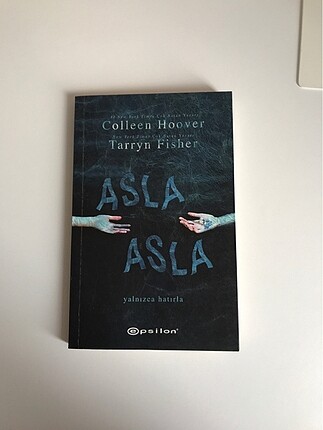 Colleen Hoover
Tarryn Fisher
ASLA
ASLA
yalnızca hatırla
epsilon